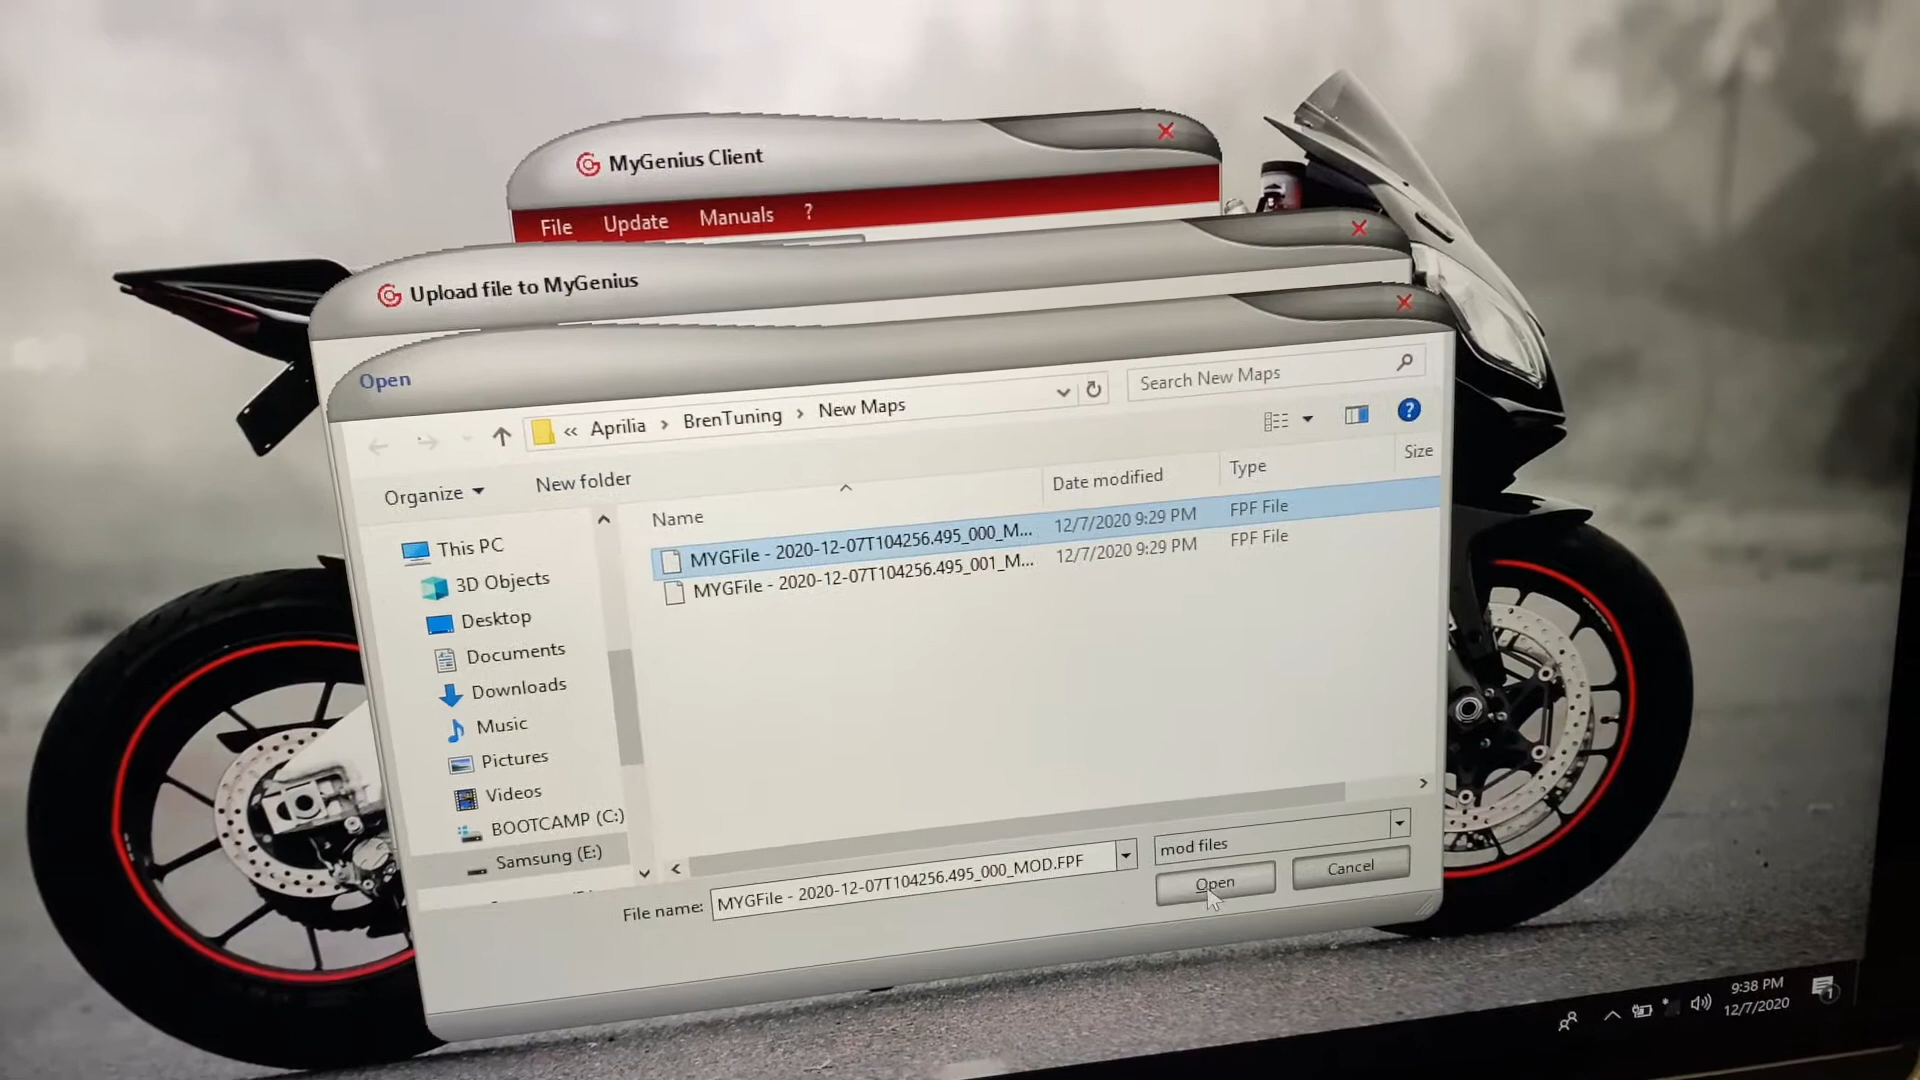 MyGenius Client
File Update Manuals ?
Upload file to MyGenius
Open
« Aprilia › BrenTuning › New Maps
Search New Maps
?
Organize
New folder
Name
Date modified
Type
Size
MYGFile - 2020-12-07T104256.495_000_M...
12/7/2020 9:29 PM
FPF File
MYGFile - 2020-12-07T104256.495_001_M...
12/7/2020 9:29 PM
FPF File
This PC
3D Objects
Desktop
Documents
Downloads
Music
Pictures
Videos
BOOTCAMP (C:)
Samsung (E:)
File name:
MYGFile - 2020-12-07T104256.495_000_MOD.FPF
mod files
Open
Cancel
9:38 PM
12/7/2020
1